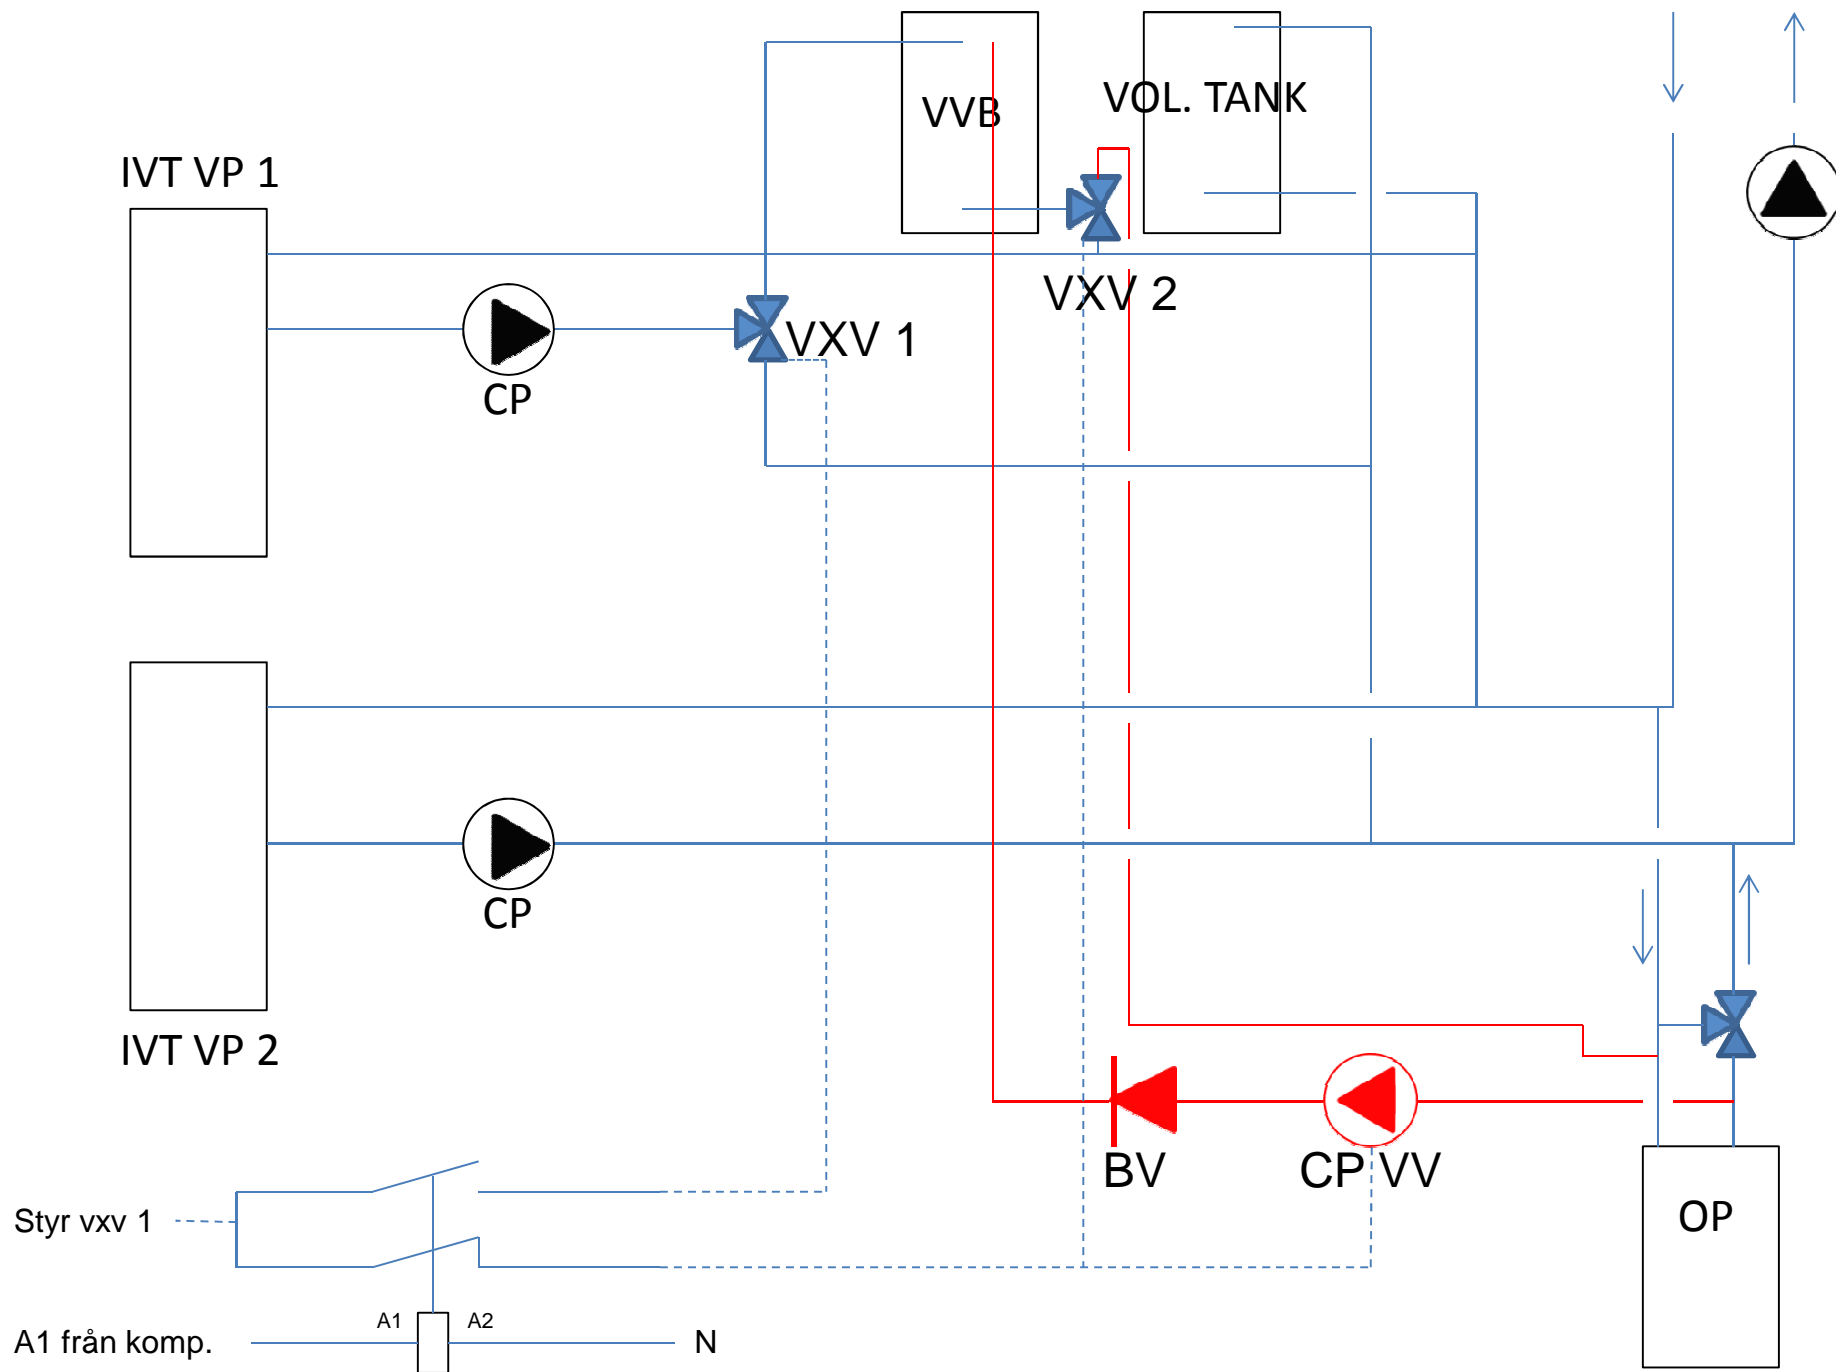 VVB
VOL. TANK
IVT VP 1
VXV 2
VXV 1
CP
CP
IVT VP 2
BV
CP VV
OP
Styr vxv 1
A1
A2
A1 från komp.
N